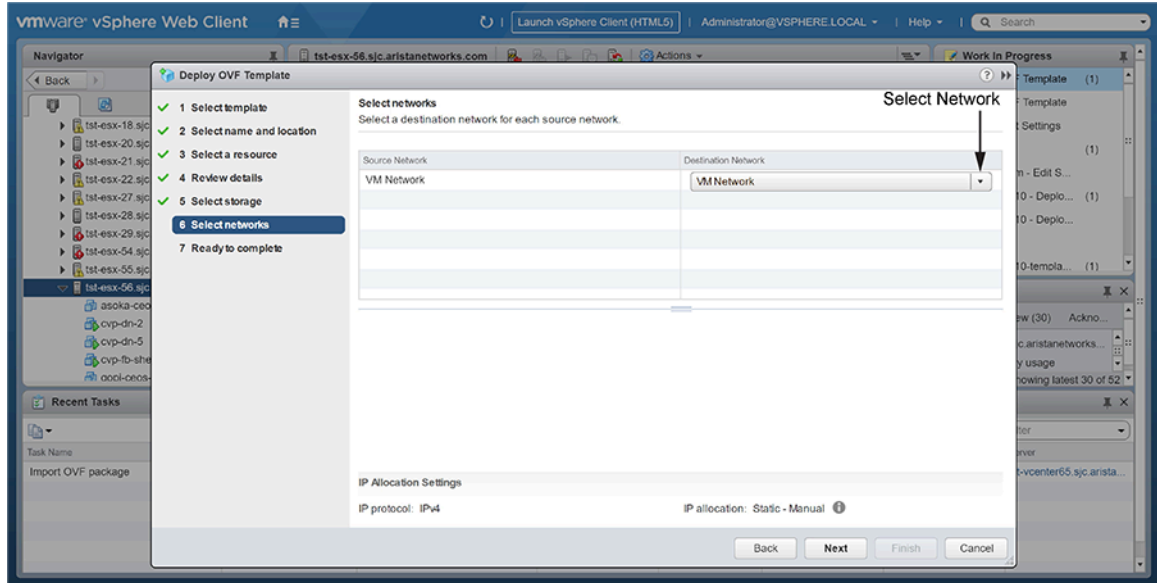 vmware® vSphere Web Client
Launch vSphere Client (HTML5)
Administrator@VSPHERE.LOCAL
Help
Search
Navigator
tst-esx-56.sjc.aristanetworks.com
Actions
Work In Progress
Back
Template (1)
Template
Settings
(1)
- Edit S...
10 - Deplo... (1)
10 - Deplo...
10-templa... (1)
tst-esx-18.sjc
tst-esx-20.sjc
tst-esx-21.sjc
tst-esx-22.sjc
tst-esx-27.sjc
tst-esx-28.sjc
tst-esx-29.sjc
tst-esx-54.sjc
tst-esx-55.sjc
tst-esx-56.sjc
asoka-ceo
cvp-dn-2
cvp-dn-5
cvp-fb-she
gopi-ceos-
Deploy OVF Template
1 Select template
2 Select name and location
3 Select a resource
4 Review details
5 Select storage
6 Select networks
7 Ready to complete
Select networks
Select a destination network for each source network.
Select Network
Source Network
Destination Network
VM Network
VM Network
IP Allocation Settings
IP protocol: IPv4
IP allocation: Static - Manual
Back
Next
Finish
Cancel
(30)
Ackno...
c.aristanetworks...
usage
howing latest 30 of 52
Recent Tasks
Task Name
Import OVF package
t-vcenter65.sjc.arista...